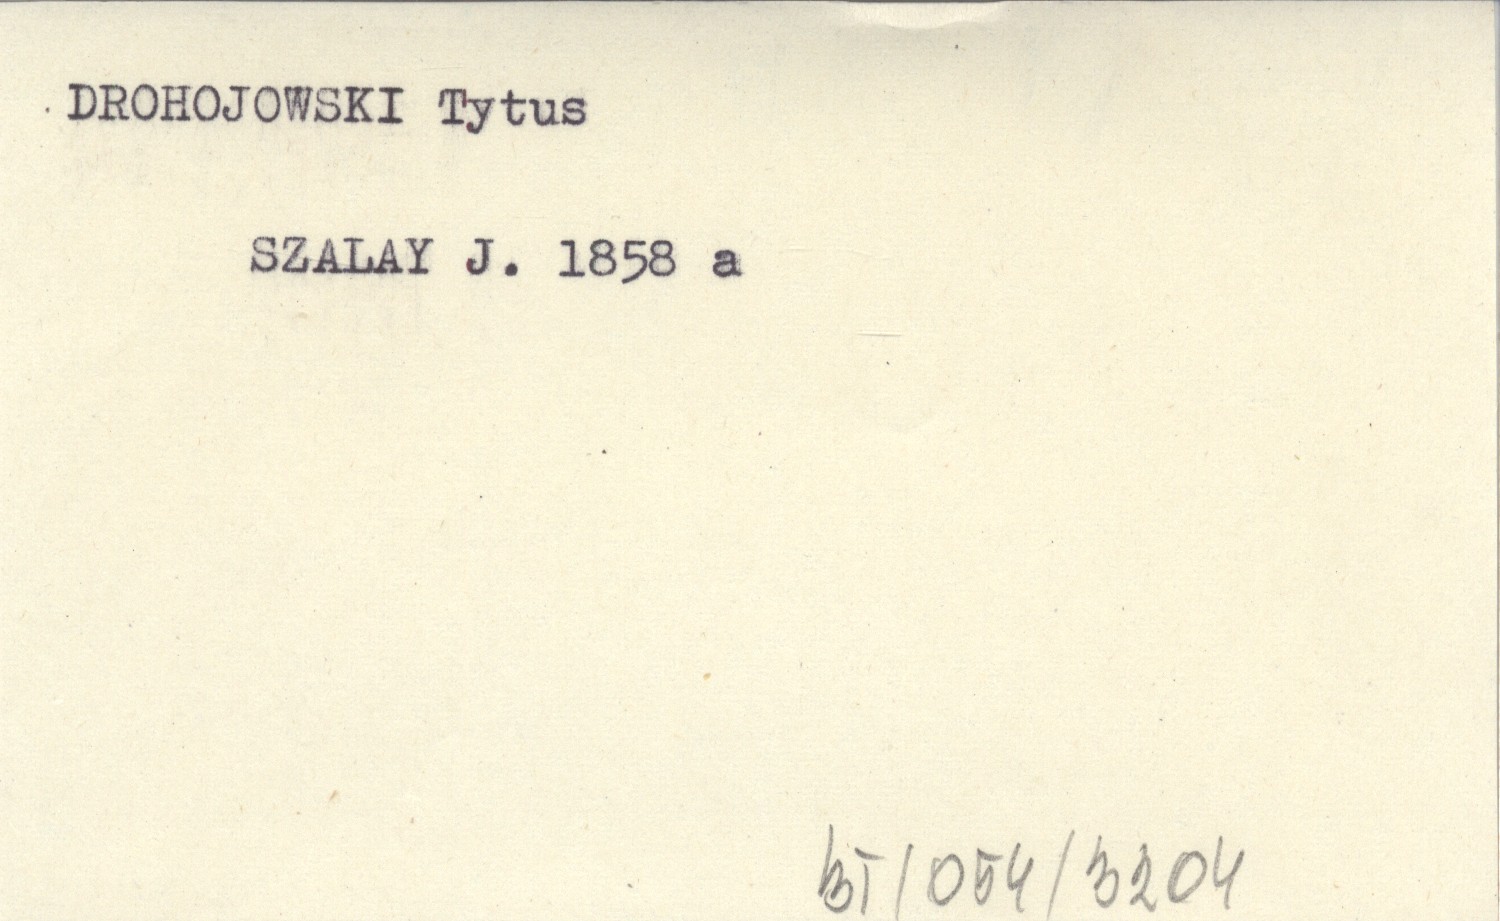 DROHOJOWSKI Tytus
SZALAY J. 1858 a
BT/054/3204